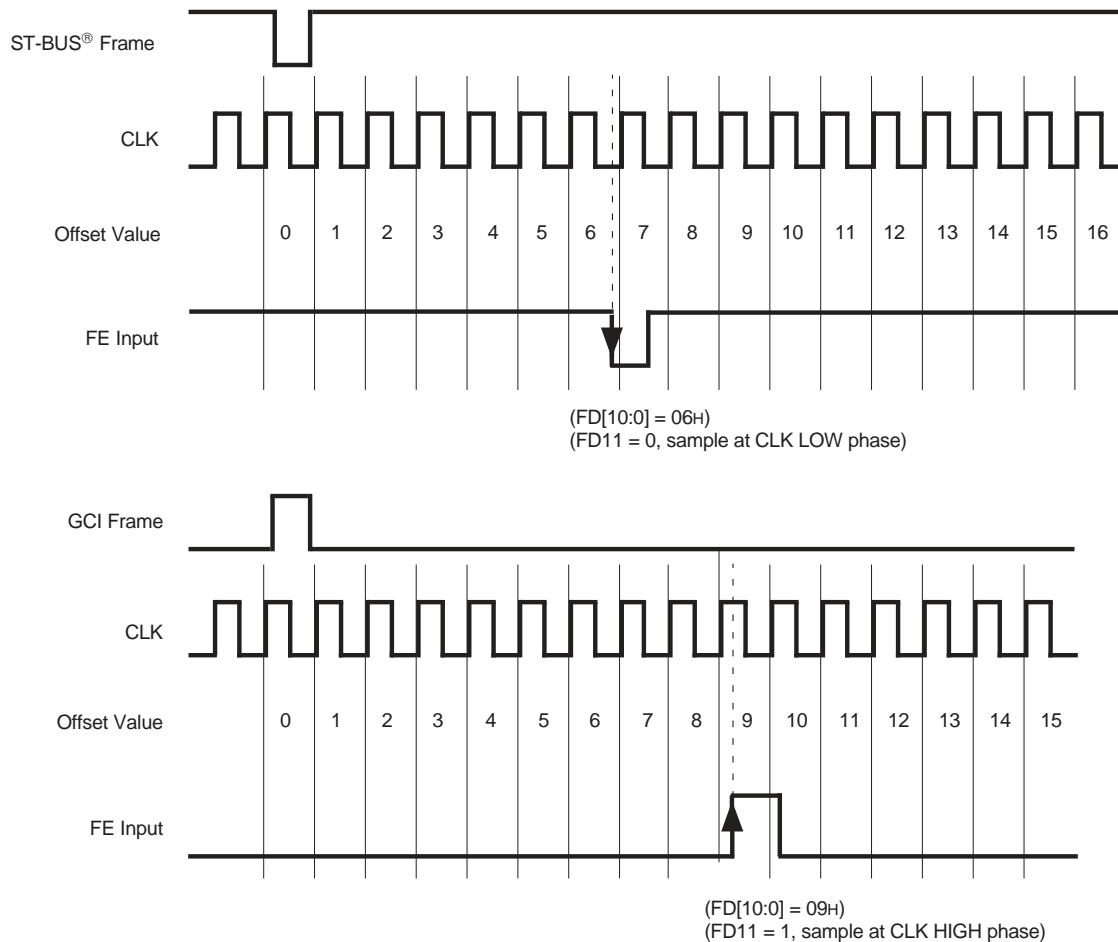 ST-BUS® Frame
CLK
Offset Value 0 1 2 3 4 5 6 7 8 9 10 11 12 13 14 15 16
FE Input
(FD[10:0] = 06H)
(FD11 = 0, sample at CLK LOW phase)
GCI Frame
CLK
Offset Value 0 1 2 3 4 5 6 7 8 9 10 11 12 13 14 15
FE Input
(FD[10:0] = 09H)
(FD11 = 1, sample at CLK HIGH phase)